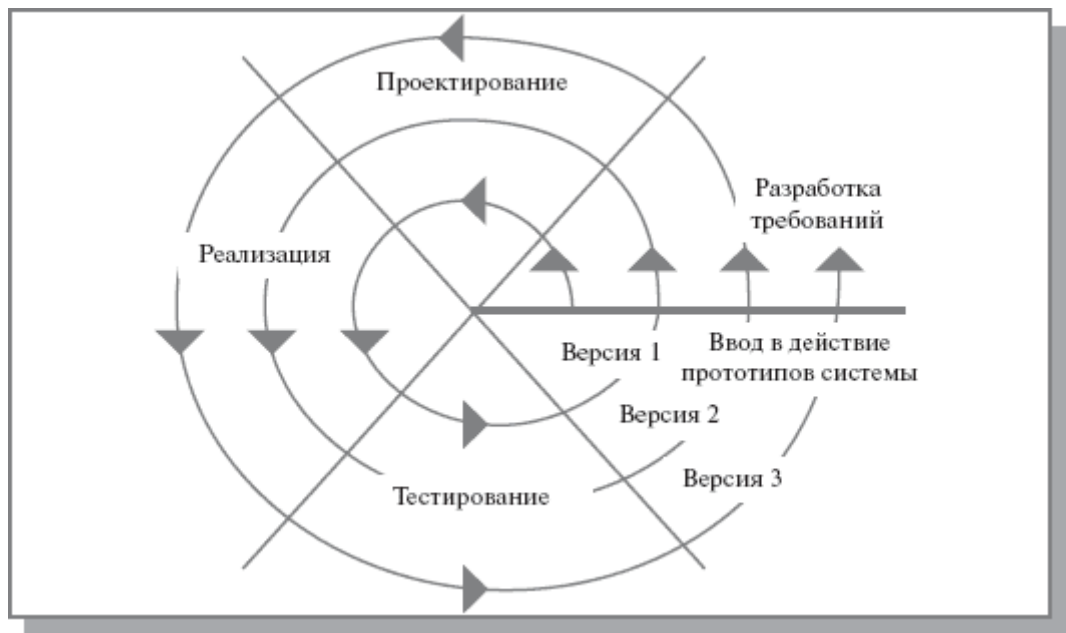 Проектирование
Разработка
требований
Реализация
Версия 1
Ввод в действие
прототипов системы
Версия 2
Версия 3
Тестирование